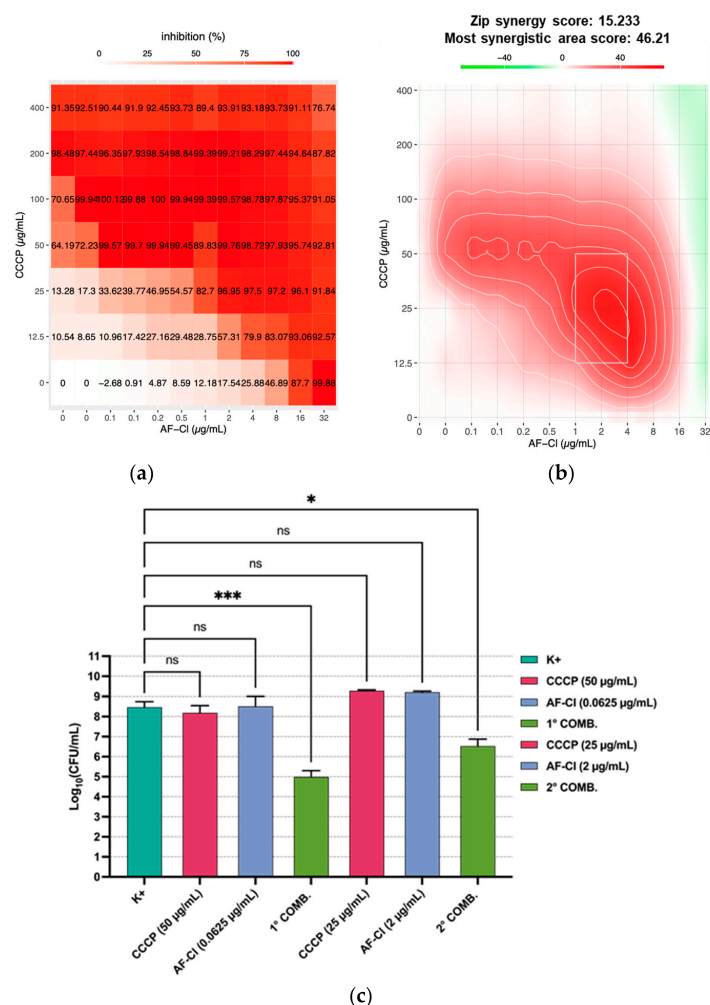 (a)
inhibition (%)
0 25 50 75 100
CCCP (µg/mL)
400 91.35 92.51 90.44 91.9 92.45 93.73 89.4 93.91 93.18 93.73 91.11 76.74
200 98.48 97.44 96.35 97.93 98.54 98.84 99.39 99.21 98.29 97.44 94.64 87.82
100 70.65 99.94 100.12 99.88 100 99.94 99.39 99.57 98.78 97.87 95.37 91.05
50 64.19 72.23 99.57 99.7 99.94 99.45 89.83 99.76 98.72 97.93 95.74 92.81
25 13.28 17.3 33.62 39.77 46.95 54.57 82.7 96.95 97.5 97.2 96.1 91.84
12.5 10.54 8.65 10.96 17.42 27.16 29.48 28.75 57.31 79.9 83.07 93.06 92.57
0 0 0 −2.68 0.91 4.87 8.59 12.18 17.54 25.88 46.89 87.7 99.88
0 0 0.1 0.1 0.2 0.5 1 2 4 8 16 32
AF−Cl (µg/mL)
Zip synergy score: 15.233
Most synergistic area score: 46.21
−40 0 40
CCCP (µg/mL)
400
200
100
50
25
12.5
0
0 0 0.1 0.1 0.2 0.5 1 2 4 8 16 32
AF−Cl (µg/mL)
(a)
(b)
*
ns
ns
***
ns
ns
Log10(CFU/mL)
11
10
9
8
7
6
5
4
3
2
1
0
K+
CCCP (50 µg/mL)
AF-Cl (0.0625 µg/mL)
1° COMB.
CCCP (25 µg/mL)
AF-Cl (2 µg/mL)
2° COMB.
K+
CCCP (50 µg/mL)
AF-Cl (0.0625 µg/mL)
1° COMB.
CCCP (25 µg/mL)
AF-Cl (2 µg/mL)
2° COMB.
(c)